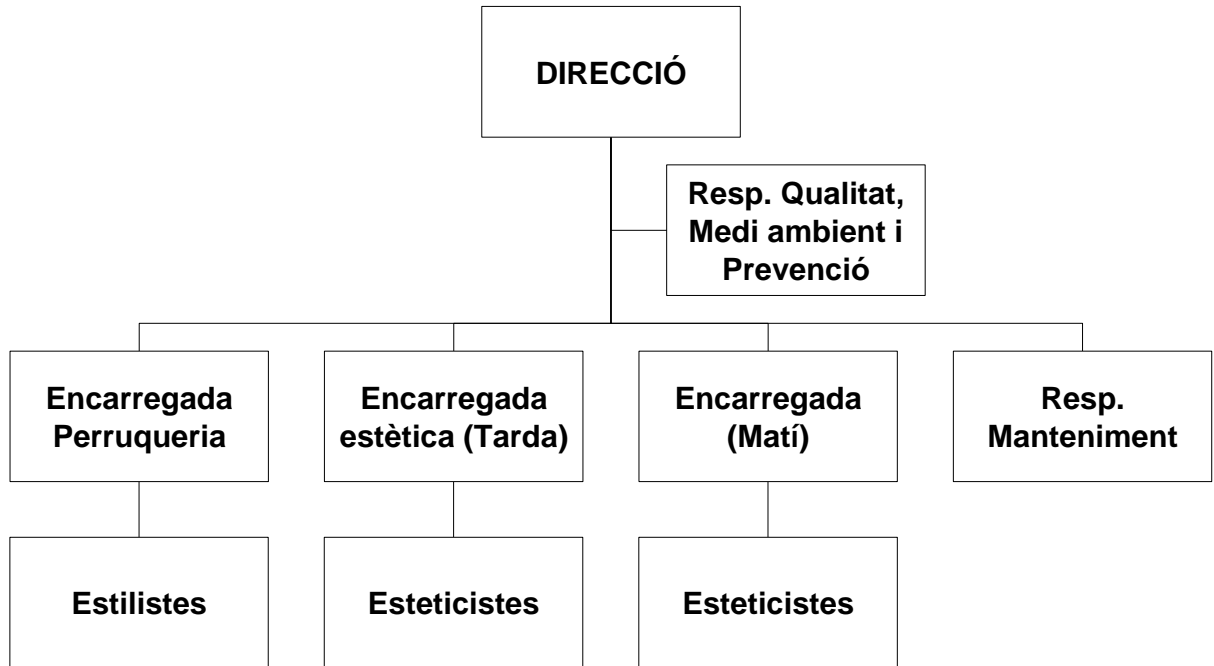 DIRECCIÓ
Resp. Qualitat,
Medi ambient i
Prevenció
Encarregada
Perruqueria
Encarregada
estètica (Tarda)
Encarregada
(Matí)
Resp.
Manteniment
Estilistes
Esteticistes
Esteticistes